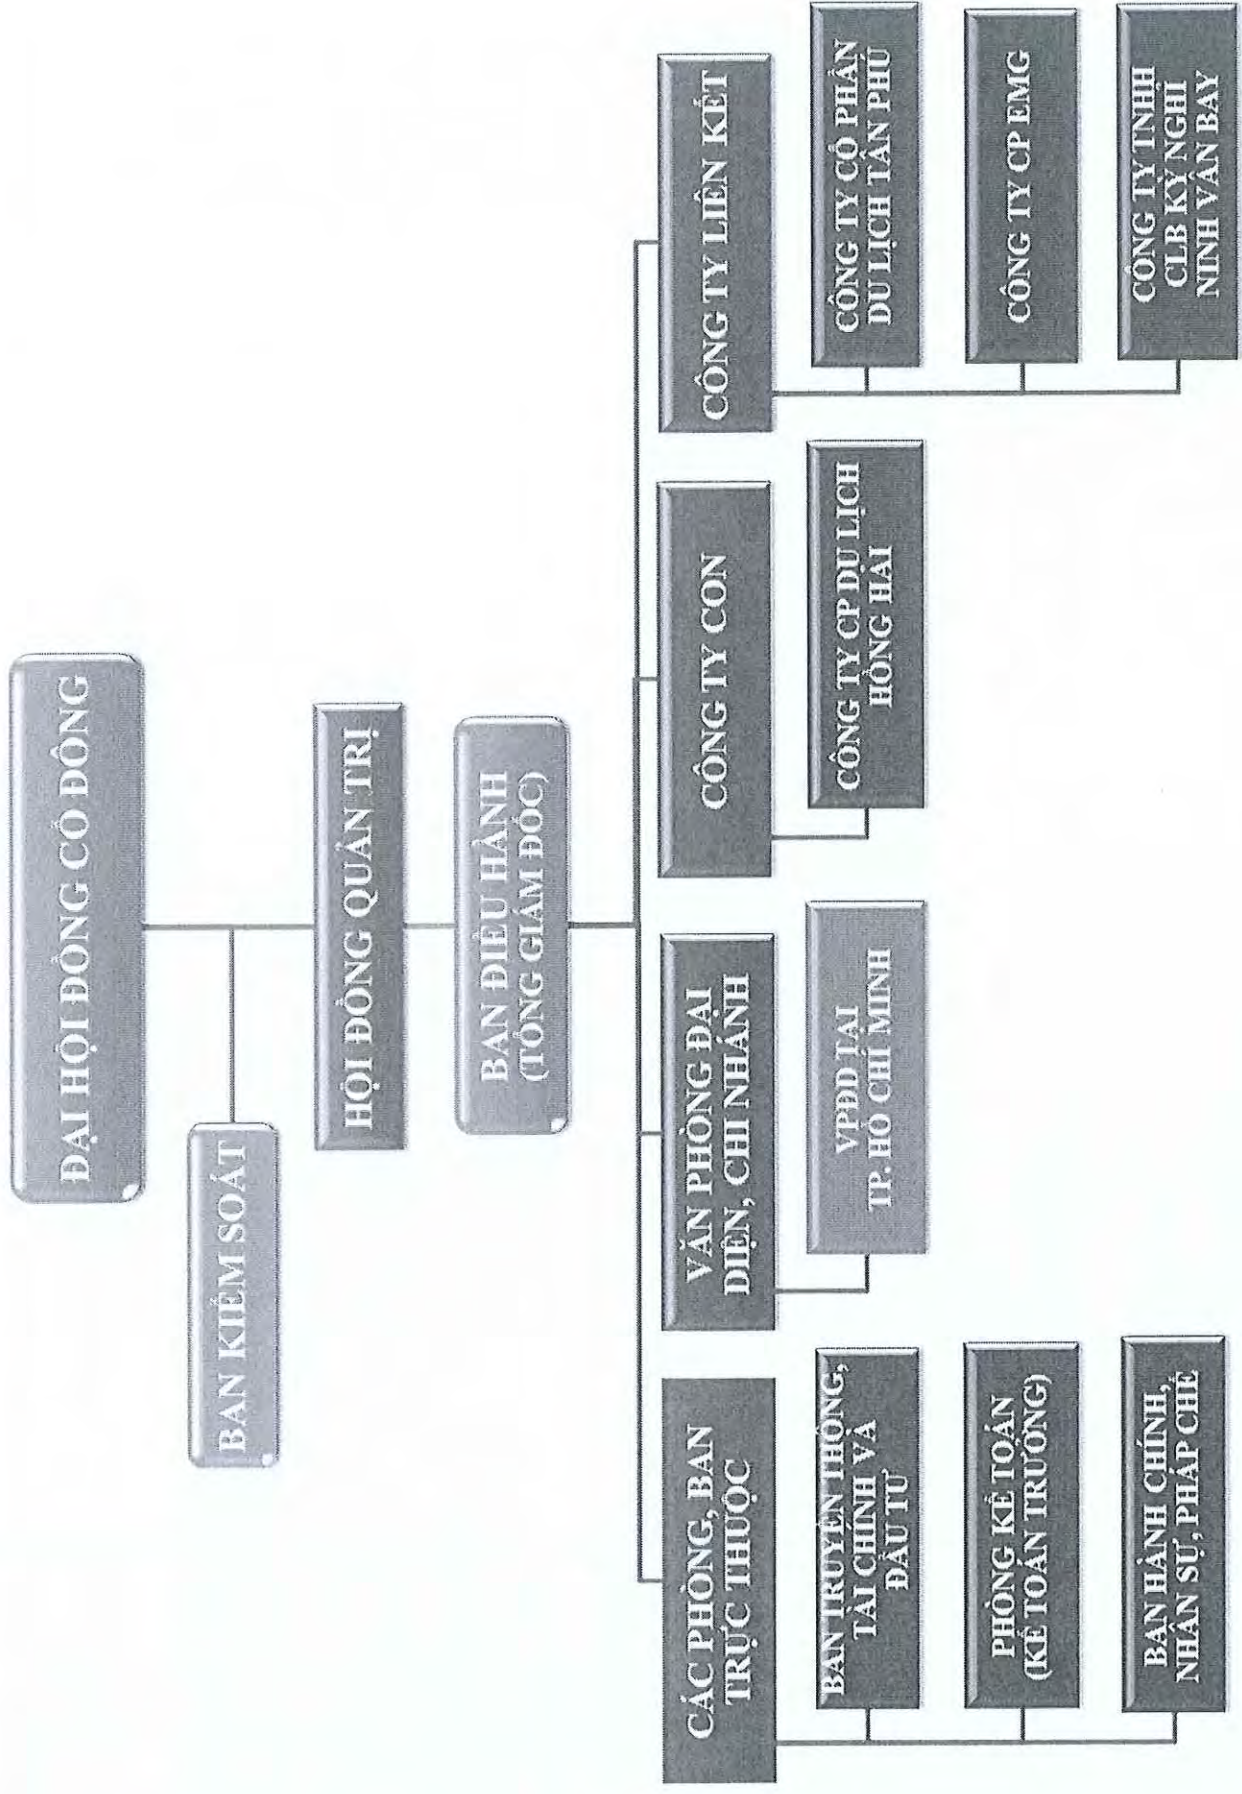 ĐẠI HỘI ĐỒNG CỔ ĐÔNG
BAN KIỂM SOÁT
HỘI ĐỒNG QUẢN TRỊ
BAN ĐIỀU HÀNH
(TỔNG GIÁM ĐỐC)
CÁC PHÒNG, BAN
TRỰC THUỘC
BAN TRUYỀN THÔNG,
TÀI CHÍNH VÀ
ĐẦU TƯ
PHÒNG KẾ TOÁN
(KẾ TOÁN TRƯỞNG)
BAN HÀNH CHÍNH,
NHÂN SỰ, PHÁP CHẾ
VĂN PHÒNG ĐẠI
DIỆN, CHI NHÁNH
VPĐD TẠI
TP. HỒ CHÍ MINH
CÔNG TY CON
CÔNG TY CP DU LỊCH
HỒNG HẢI
CÔNG TY LIÊN KẾT
CÔNG TY CỔ PHẦN
DU LỊCH TÂN PHÚ
CÔNG TY CP EMG
CÔNG TY TNHH
CLB KỲ NGHỈ
NINH VÂN BAY